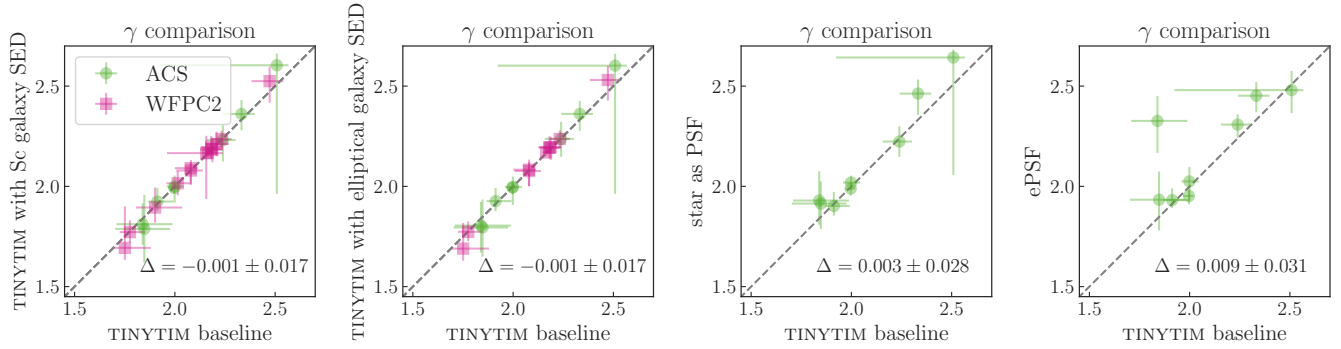 γ comparison
TINYTIM with Sc galaxy SED
ACS
WFPC2
2.5
2.0
1.5
Δ = −0.001 ± 0.017
1.5 2.0 2.5
TINYTIM baseline
γ comparison
TINYTIM with elliptical galaxy SED
2.5
2.0
1.5
Δ = −0.001 ± 0.017
1.5 2.0 2.5
TINYTIM baseline
γ comparison
star as PSF
2.5
2.0
1.5
Δ = 0.003 ± 0.028
1.5 2.0 2.5
TINYTIM baseline
γ comparison
ePSF
2.5
2.0
1.5
Δ = 0.009 ± 0.031
1.5 2.0 2.5
TINYTIM baseline